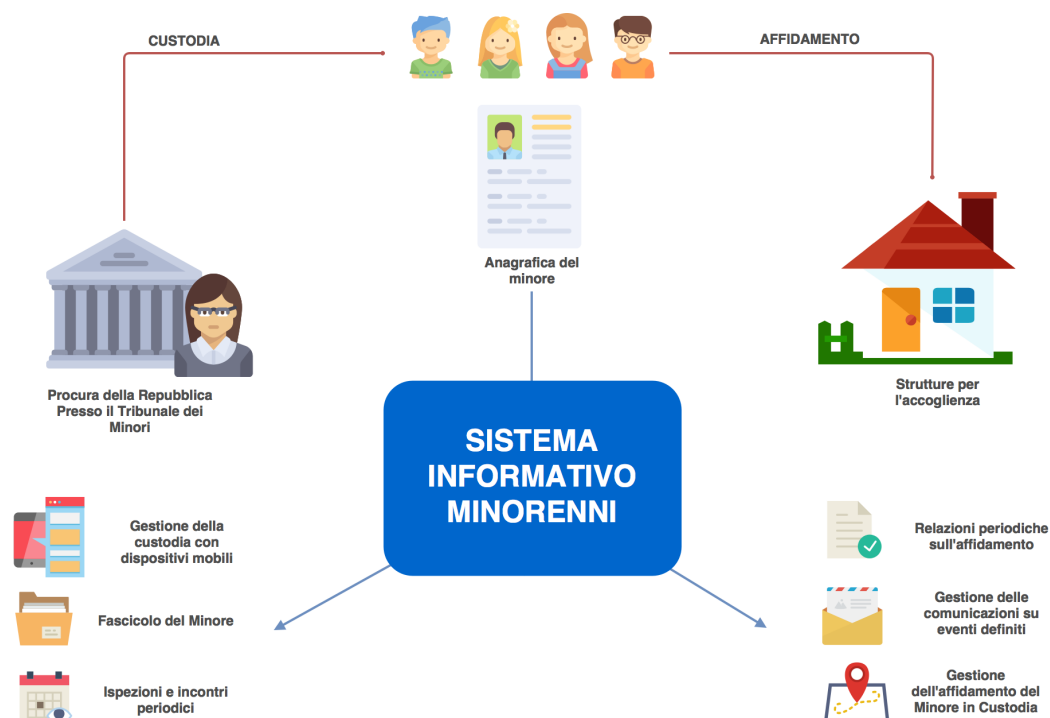 CUSTODIA
AFFIDAMENTO
Anagrafica del
minore
Procura della Repubblica
Presso il Tribunale dei
Minori
Strutture per
l'accoglienza
SISTEMA
INFORMATIVO
MINORENNI
Gestione della
custodia con
dispositivi mobili
Fascicolo del Minore
Ispezioni e incontri
periodici
Relazioni periodiche
sull'affidamento
Gestione delle
comunicazioni su
eventi definiti
Gestione
dell'affidamento del
Minore in Custodia